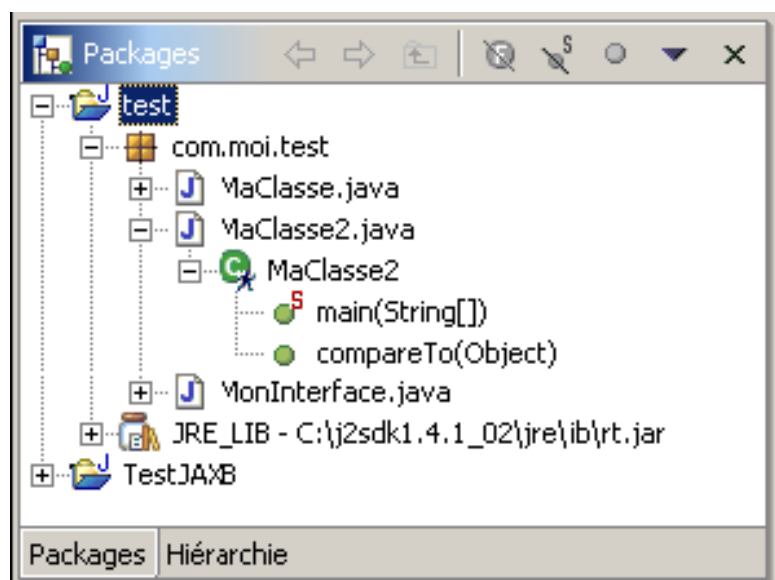 Packages
test
com.moi.test
MaClasse.java
MaClasse2.java
MaClasse2
main(String[])
compareTo(Object)
MonInterface.java
JRE_LIB - C:\j2sdk1.4.1_02\jre\ib\rt.jar
TestJAXB
Packages Hiérarchie